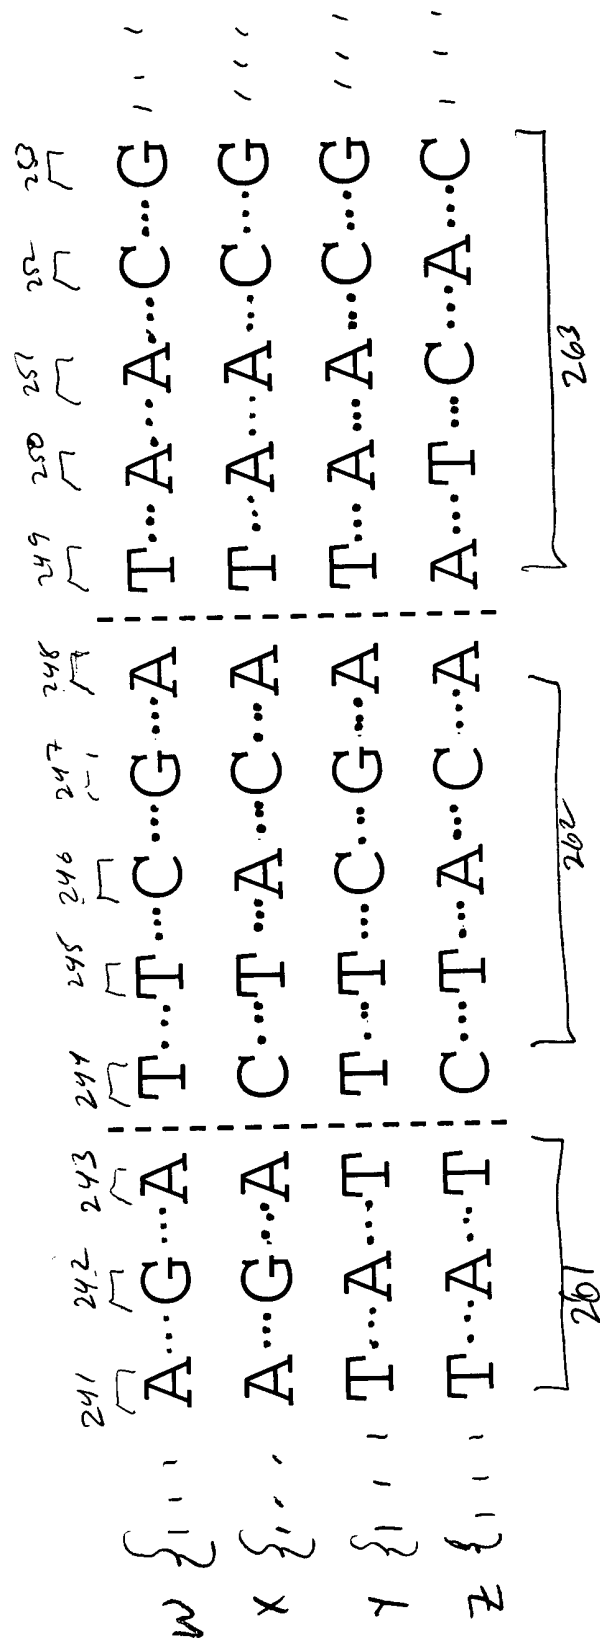 241 242 243 244 245 246 247 248 249 250 251 252 253
W { A....G....A T....T....C....G....A T....A....A....C....G
X { A....G....A C....T....A....C....A T....A....A....C....G
Y { T....A....T T....T....C....G....A T....A....A....C....G
Z { T....A....T C....T....A....C....A A....T....C....A....C
261 262 263